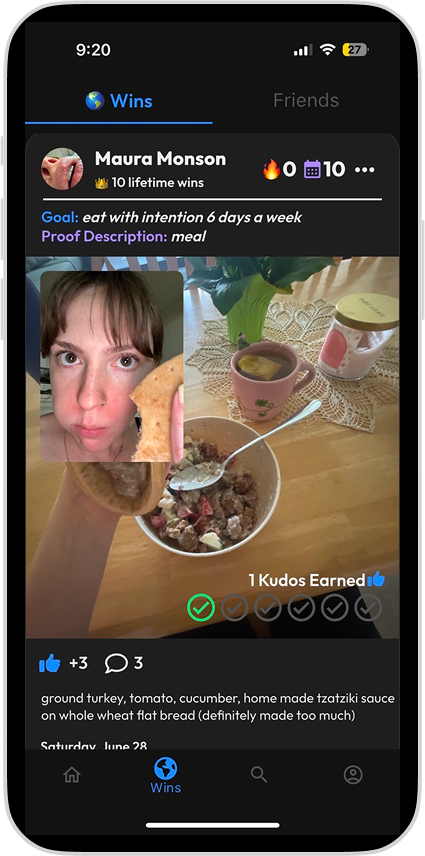 9:20
27
Wins
Friends
Maura Monson
10 lifetime wins
0
10
Goal: eat with intention 6 days a week
Proof Description: meal
1 Kudos Earned
+3
3
ground turkey, tomato, cucumber, home made tzatziki sauce
on whole wheat flat bread (definitely made too much)
Saturday, June 28
Wins